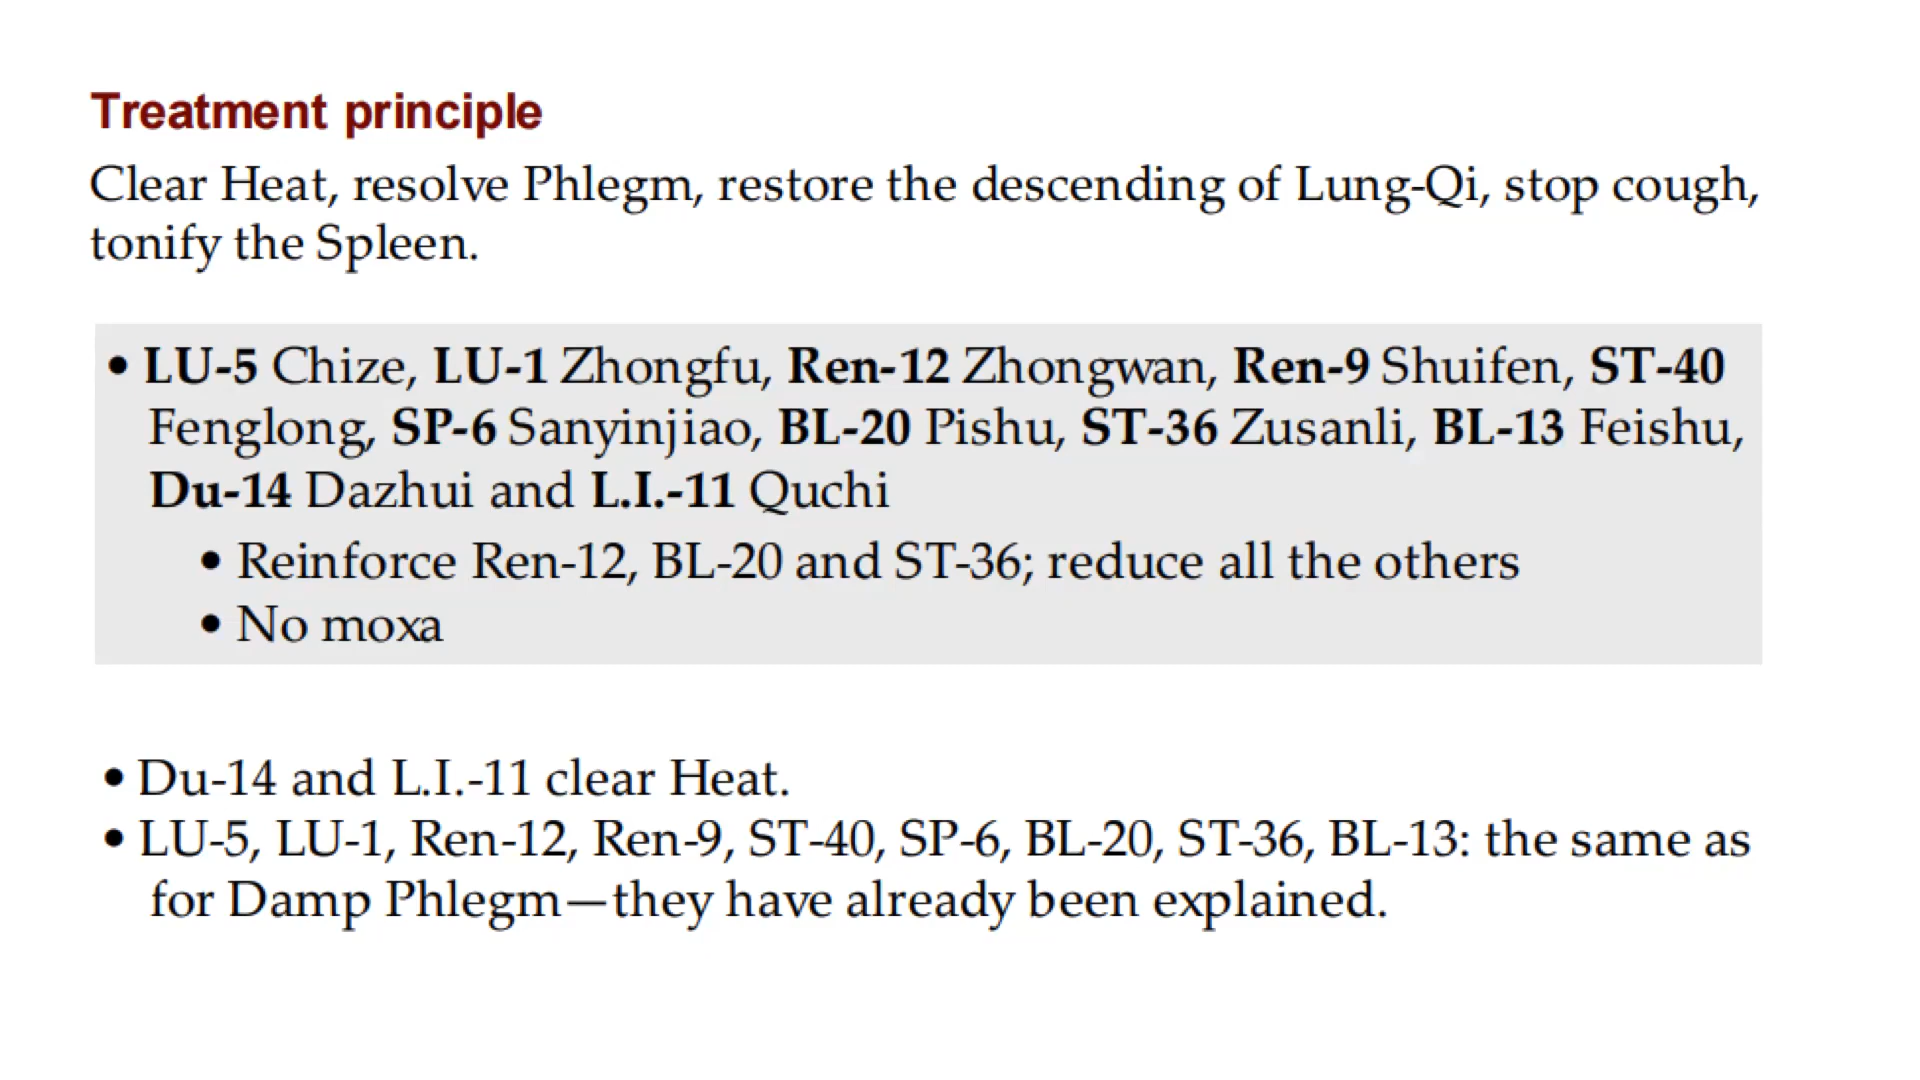 Treatment principle
Clear Heat, resolve Phlegm, restore the descending of Lung-Qi, stop cough,
tonify the Spleen.
• LU-5 Chize, LU-1 Zhongfu, Ren-12 Zhongwan, Ren-9 Shuifen, ST-40
Fenglong, SP-6 Sanyinjiao, BL-20 Pishu, ST-36 Zusanli, BL-13 Feishu,
Du-14 Dazhui and L.I.-11 Quchi
• Reinforce Ren-12, BL-20 and ST-36; reduce all the others
• No moxa
• Du-14 and L.I.-11 clear Heat.
• LU-5, LU-1, Ren-12, Ren-9, ST-40, SP-6, BL-20, ST-36, BL-13: the same as
for Damp Phlegm—they have already been explained.